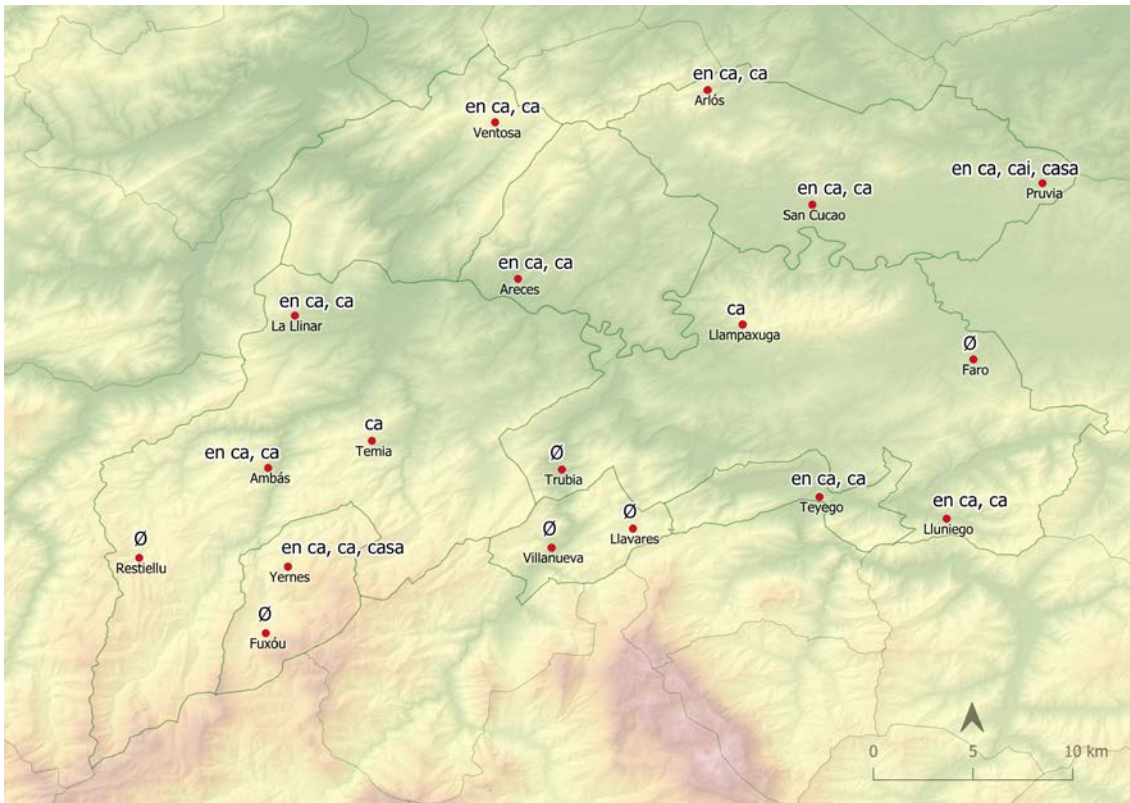 en ca, ca
Arlós
en ca, ca
Ventosa
en ca, cai, casa
Pruvia
en ca, ca
San Cucao
en ca, ca
Areces
en ca, ca
La Llinar
ca
Llampaxuga
Ø
Faro
ca
Temia
en ca, ca
Ambás
Ø
Trubia
en ca, ca
Teyego
en ca, ca
Lluniego
Ø
Llavares
Ø
Villanueva
Ø
Restiellu
en ca, ca, casa
Yernes
Ø
Fuxóu
0 5 10 km